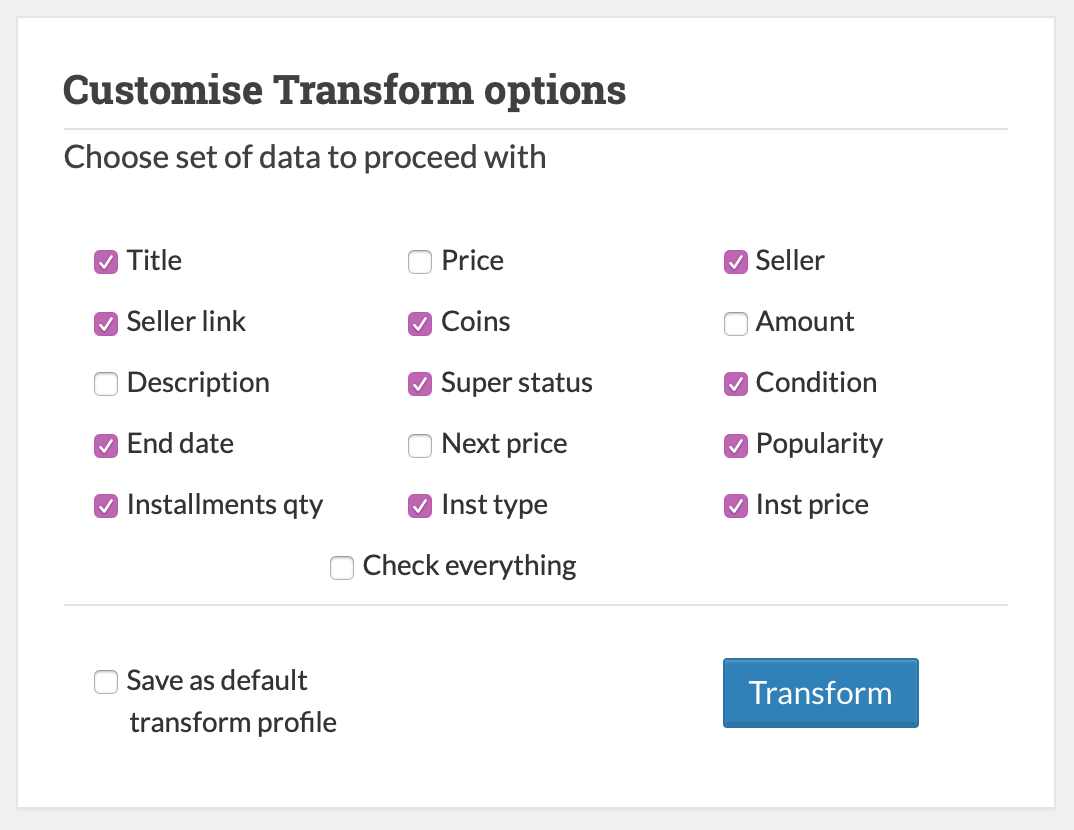 Customise Transform options
Choose set of data to proceed with
Title Price Seller
Seller link Coins Amount
Description Super status Condition
End date Next price Popularity
Installments qty Inst type Inst price
Check everything
Save as default
transform profile
Transform